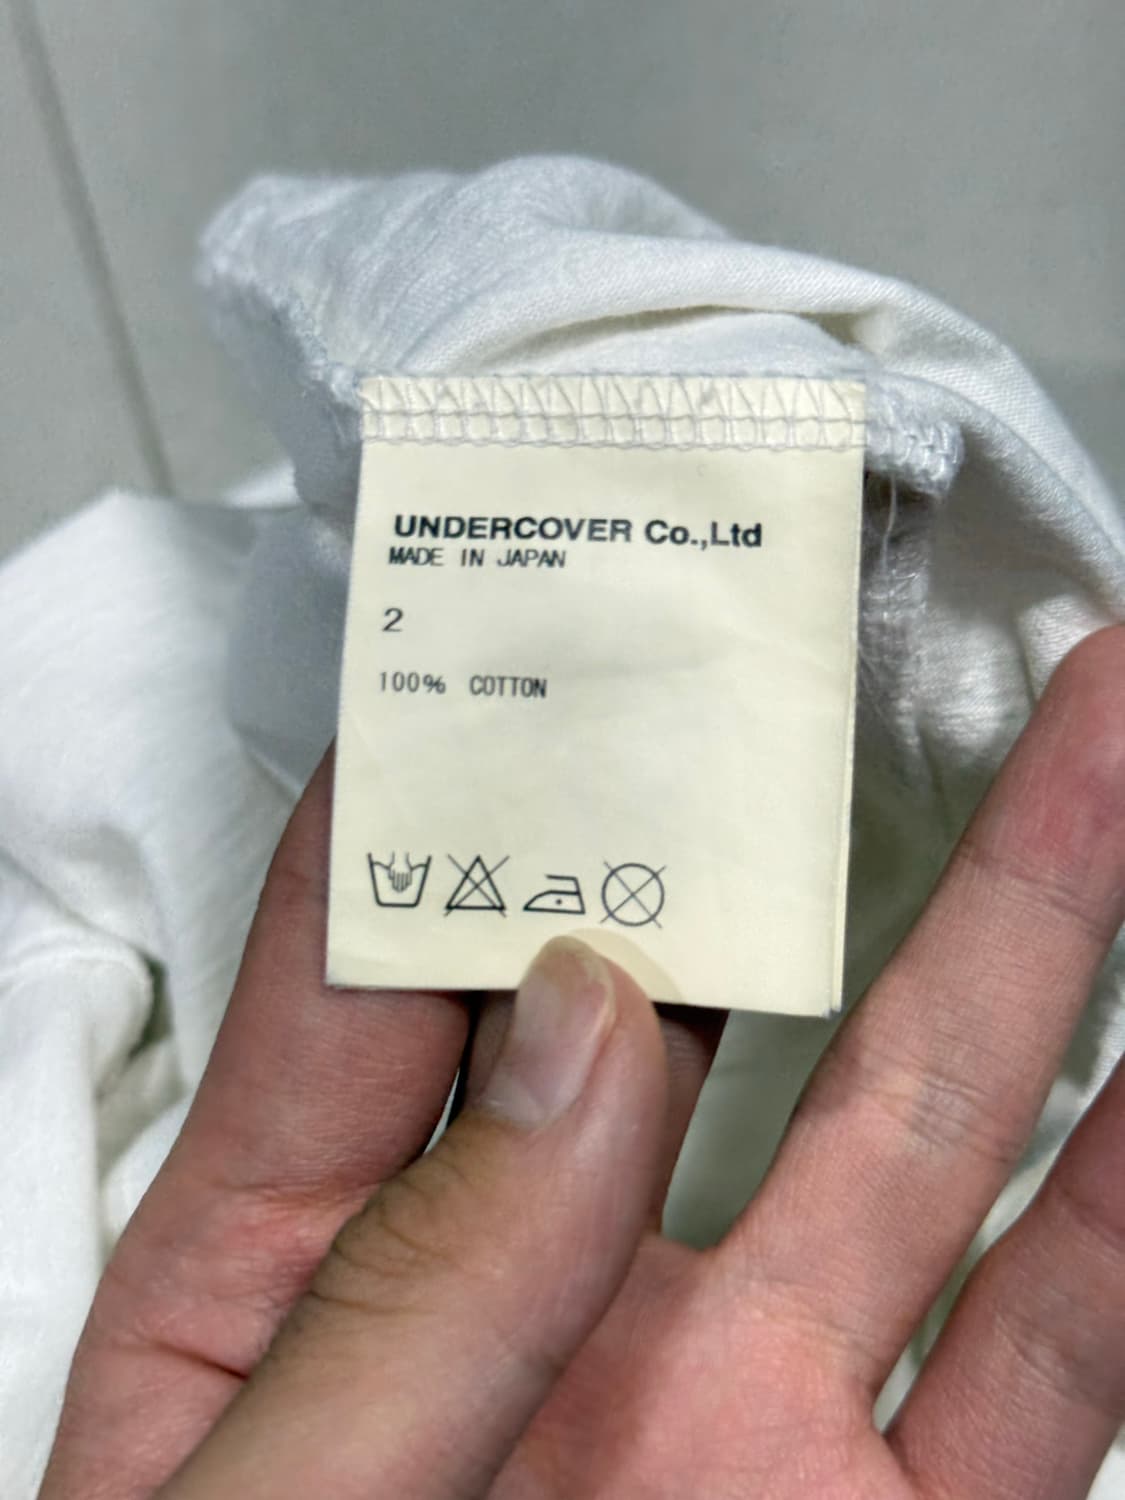 UNDERCOVER Co.,Ltd
MADE IN JAPAN
2
100% COTTON